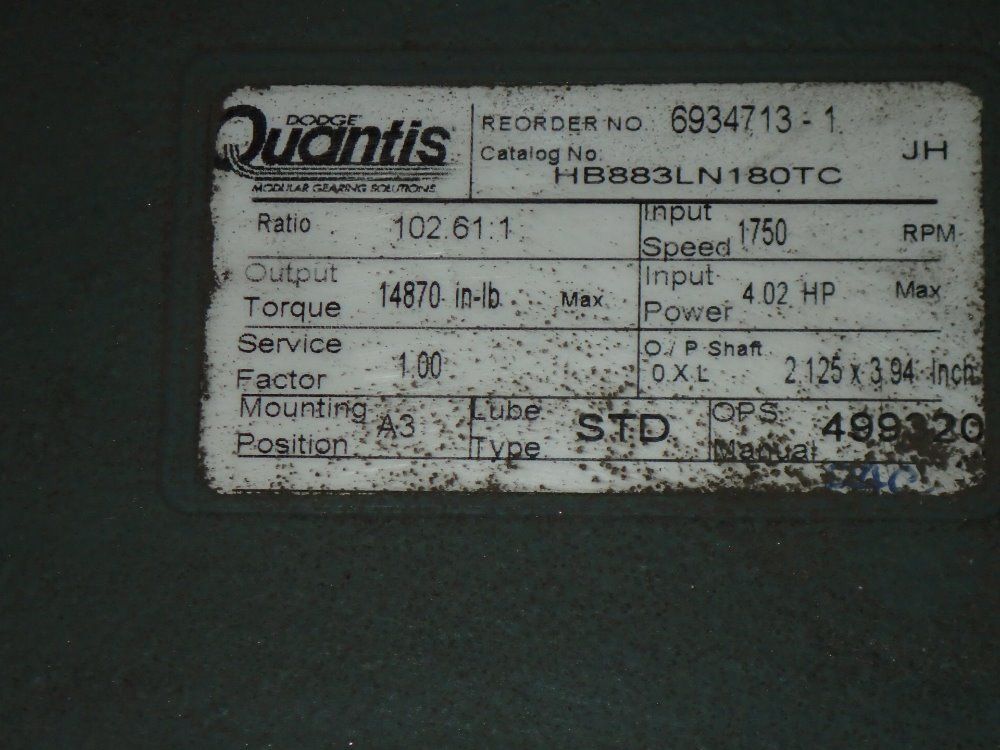 DODGE
Quantis
MODULAR GEARING SOLUTIONS
REORDER NO. 6934713-1
Catalog No. JH
HB883LN180TC
Ratio 102.61:1
Input Speed 1750 RPM
Output Torque 14870 in-lb Max
Input Power 4.02 HP Max
Service Factor 1.00
O / P Shaft O X L 2.125 x 3.94 Inch
Mounting Position A3
Lube Type STD
OPS Manual